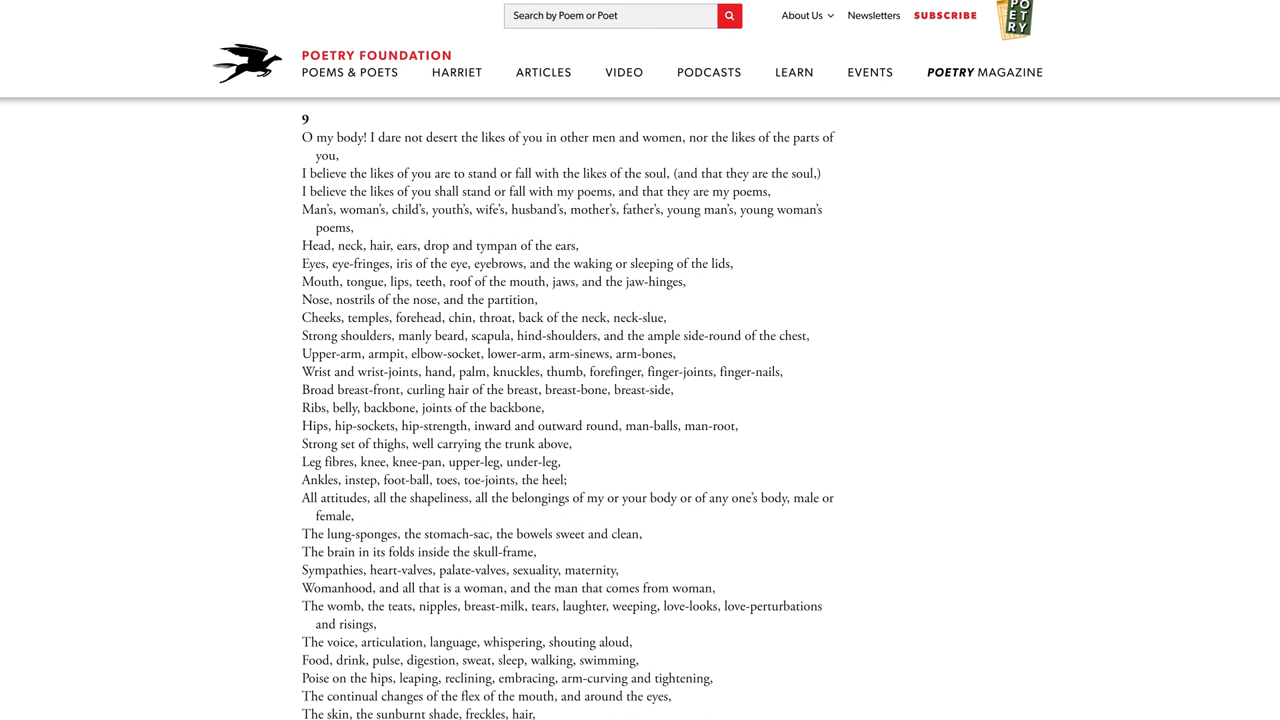 Search by Poem or Poet
About Us
Newsletters
SUBSCRIBE
PO
ET
RY
POETRY FOUNDATION
POEMS & POETS
HARRIET
ARTICLES
VIDEO
PODCASTS
LEARN
EVENTS
POETRY MAGAZINE
9
O my body! I dare not desert the likes of you in other men and women, nor the likes of the parts of
you,
I believe the likes of you are to stand or fall with the likes of the soul, (and that they are the soul,)
I believe the likes of you shall stand or fall with my poems, and that they are my poems,
Man’s, woman’s, child’s, youth’s, wife’s, husband’s, mother’s, father’s, young man’s, young woman’s
poems,
Head, neck, hair, ears, drop and tympan of the ears,
Eyes, eye-fringes, iris of the eye, eyebrows, and the waking or sleeping of the lids,
Mouth, tongue, lips, teeth, roof of the mouth, jaws, and the jaw-hinges,
Nose, nostrils of the nose, and the partition,
Cheeks, temples, forehead, chin, throat, back of the neck, neck-slue,
Strong shoulders, manly beard, scapula, hind-shoulders, and the ample side-round of the chest,
Upper-arm, armpit, elbow-socket, lower-arm, arm-sinews, arm-bones,
Wrist and wrist-joints, hand, palm, knuckles, thumb, forefinger, finger-joints, finger-nails,
Broad breast-front, curling hair of the breast, breast-bone, breast-side,
Ribs, belly, backbone, joints of the backbone,
Hips, hip-sockets, hip-strength, inward and outward round, man-balls, man-root,
Strong set of thighs, well carrying the trunk above,
Leg fibres, knee, knee-pan, upper-leg, under-leg,
Ankles, instep, foot-ball, toes, toe-joints, the heel;
All attitudes, all the shapeliness, all the belongings of my or your body or of any one’s body, male or
female,
The lung-sponges, the stomach-sac, the bowels sweet and clean,
The brain in its folds inside the skull-frame,
Sympathies, heart-valves, palate-valves, sexuality, maternity,
Womanhood, and all that is a woman, and the man that comes from woman,
The womb, the teats, nipples, breast-milk, tears, laughter, weeping, love-looks, love-perturbations
and risings,
The voice, articulation, language, whispering, shouting aloud,
Food, drink, pulse, digestion, sweat, sleep, walking, swimming,
Poise on the hips, leaping, reclining, embracing, arm-curving and tightening,
The continual changes of the flex of the mouth, and around the eyes,
The skin, the sunburnt shade, freckles, hair,